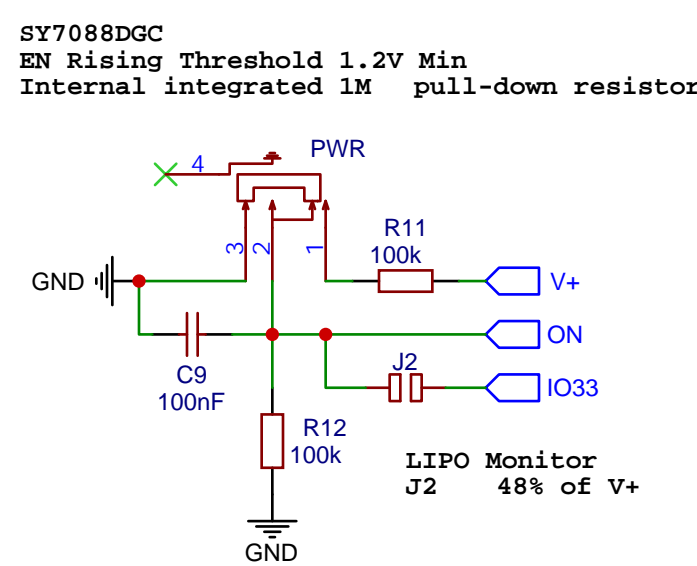 SY7088DGC
EN Rising Threshold 1.2V Min
Internal integrated 1M pull-down resistor
PWR
4
3
2
1
R11
100k
GND
V+
ON
C9
100nF
J2
IO33
R12
100k
LIPO Monitor
J2 48% of V+
GND